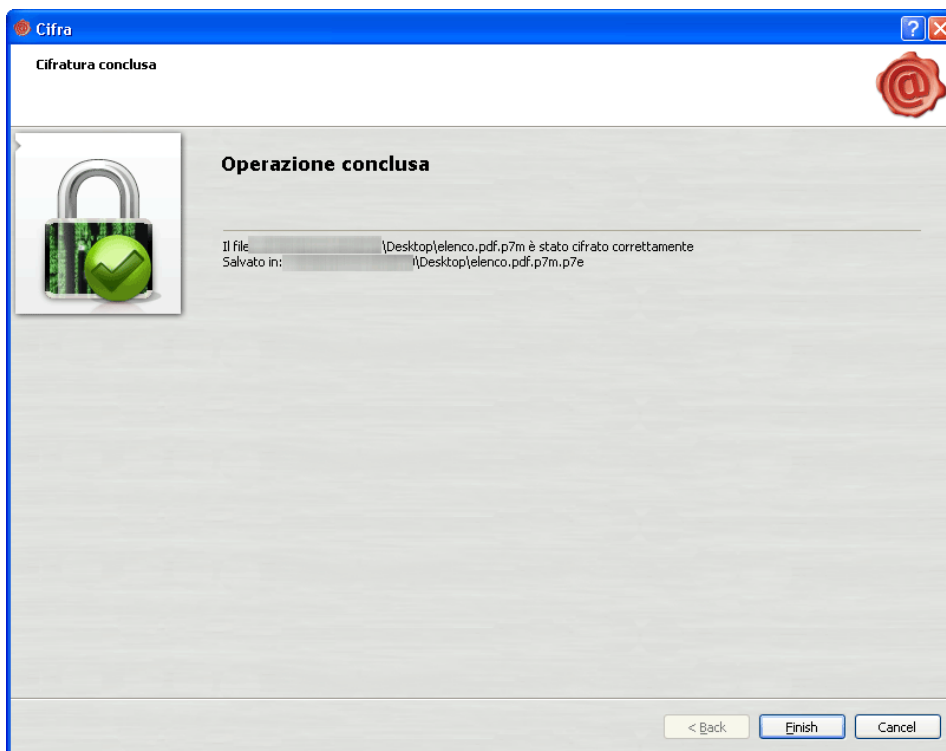 Cifra
Cifratura conclusa
Operazione conclusa
Il file \Desktop\elenco.pdf.p7m è stato cifrato correttamente
Salvato in: \Desktop\elenco.pdf.p7m.p7e
< Back
Finish
Cancel